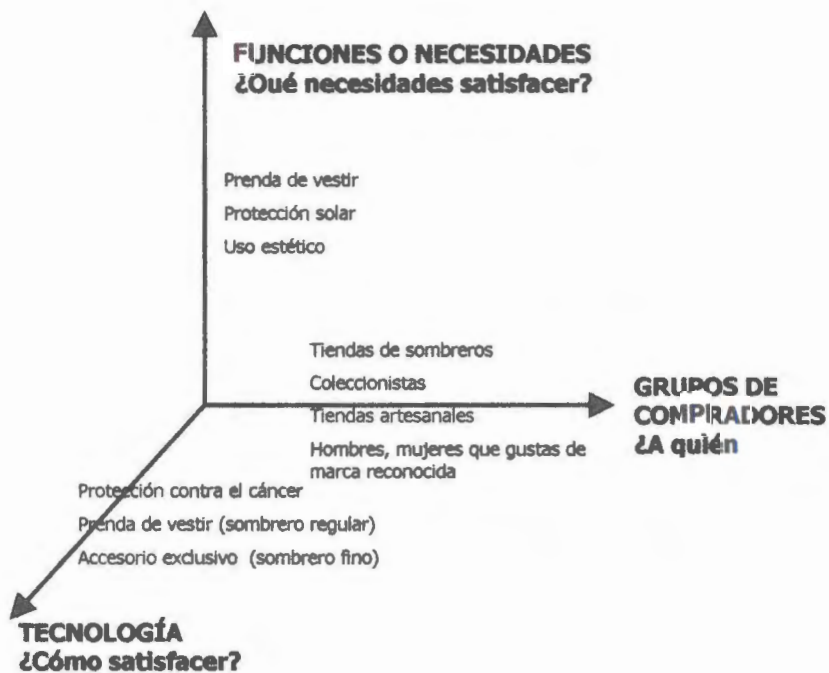 FUNCIONES O NECESIDADES
¿Qué necesidades satisfacer?
Prenda de vestir
Protección solar
Uso estético
Tiendas de sombreros
Coleccionistas
Tiendas artesanales
Hombres, mujeres que gustas de
marca reconocida
GRUPOS DE
COMPRADORES
¿A quién
Protección contra el cáncer
Prenda de vestir (sombrero regular)
Accesorio exclusivo (sombrero fino)
TECNOLOGÍA
¿Cómo satisfacer?